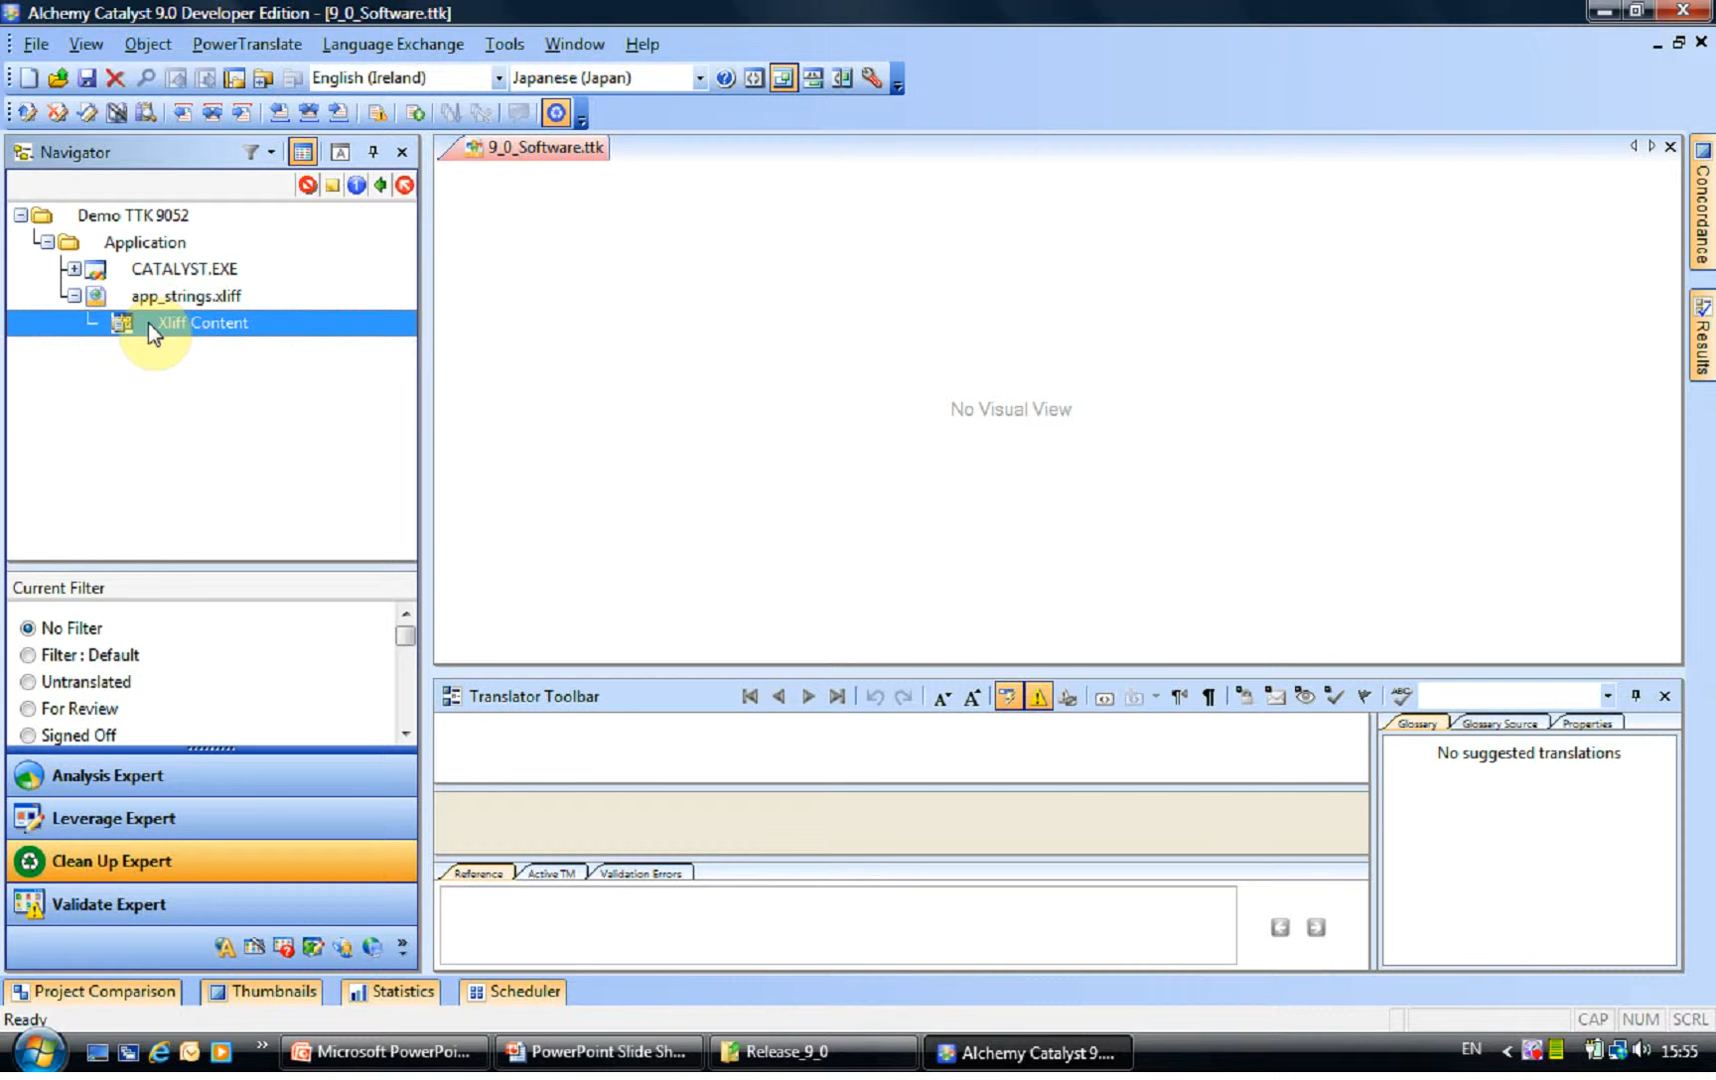 Alchemy Catalyst 9.0 Developer Edition - [9_0_Software.ttk]
File View Object PowerTranslate Language Exchange Tools Window Help
English (Ireland) Japanese (Japan)
Navigator
9_0_Software.ttk
Demo TTK 9052
Application
CATALYST.EXE
app_strings.xliff
Xliff Content
No Visual View
Concordance
Results
Current Filter
No Filter
Filter : Default
Untranslated
For Review
Signed Off
Analysis Expert
Leverage Expert
Clean Up Expert
Validate Expert
Translator Toolbar
Glossary Glossary Source Properties
No suggested translations
Reference Active TM Validation Errors
Project Comparison Thumbnails Statistics Scheduler
Ready
CAP NUM SCRL
Microsoft PowerPoi... PowerPoint Slide Sh... Release_9_0 Alchemy Catalyst 9....
EN 15:55